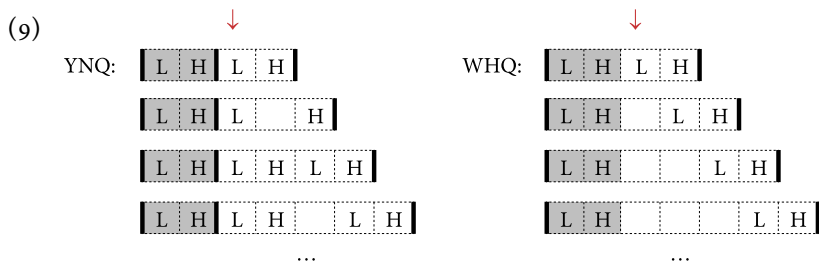 (9)
YNQ: L H L H WHQ: L H L H
L H L H L H L H
L H L H L H L H L H
L H L H L H L H L H
... ...